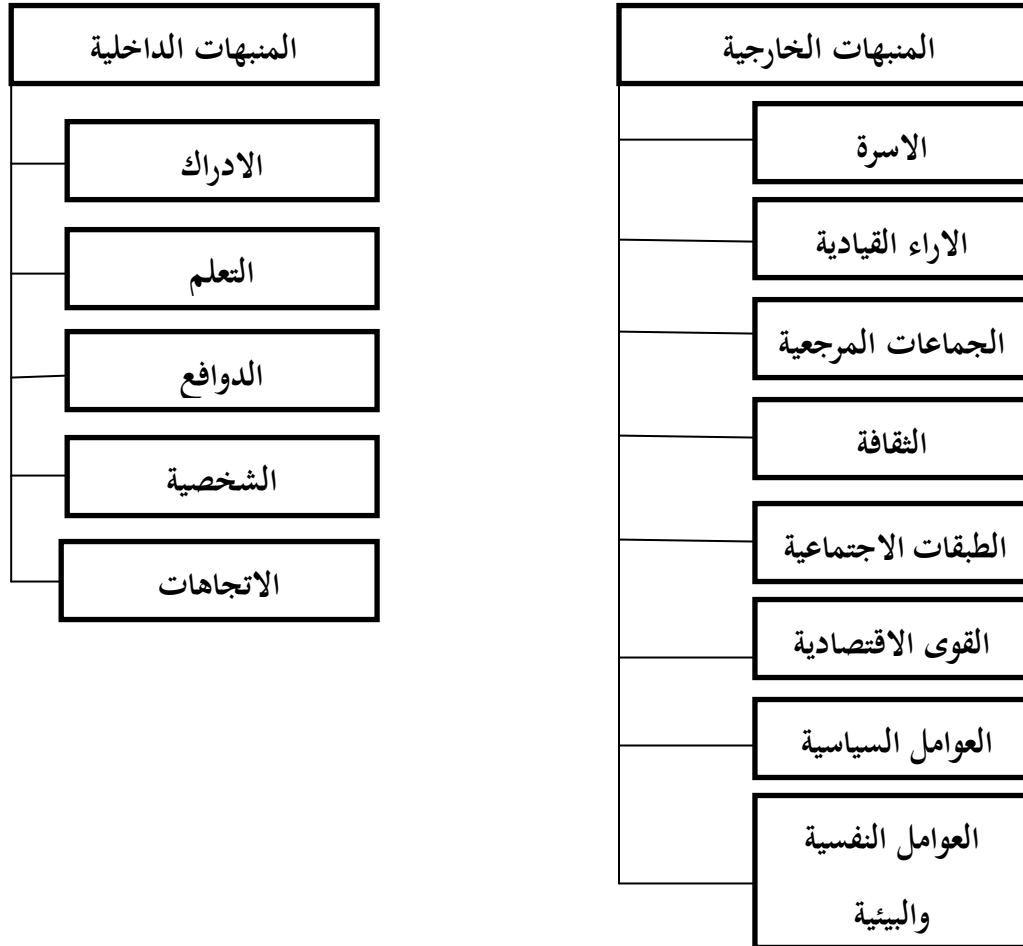 المنبهات الخارجية
الاسرة
الاراء القيادية
الجماعات المرجعية
الثقافة
الطبقات الاجتماعية
القوى الاقتصادية
العوامل السياسية
العوامل النفسية
والبيئية
المنبهات الداخلية
الادراك
التعلم
الدوافع
الشخصية
الاتجاهات